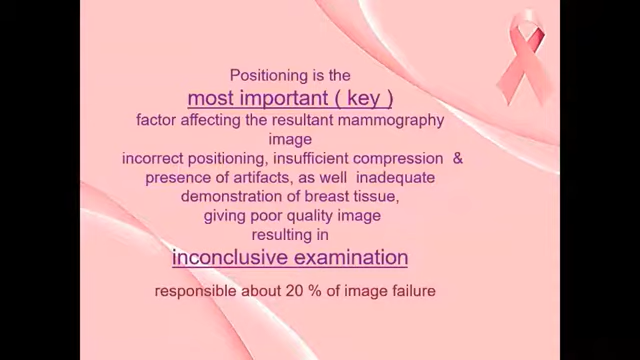 Positioning is the
most important ( key )
factor affecting the resultant mammography
image
incorrect positioning, insufficient compression &
presence of artifacts, as well inadequate
demonstration of breast tissue,
giving poor quality image
resulting in
inconclusive examination
responsible about 20 % of image failure